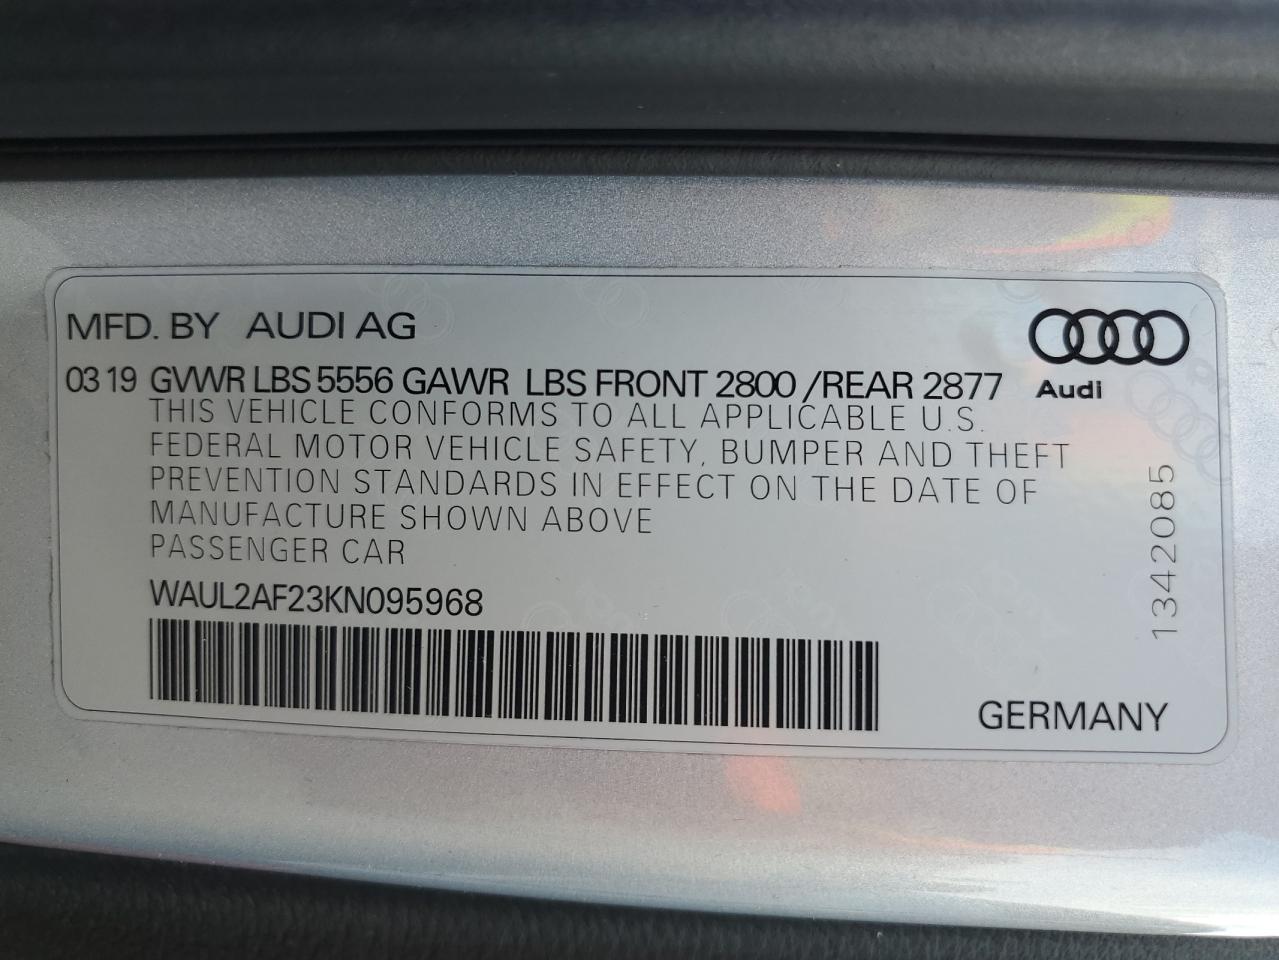 MFD. BY AUDI AG
03 19 GVWR LBS 5556 GAWR LBS FRONT 2800 /REAR 2877
Audi
THIS VEHICLE CONFORMS TO ALL APPLICABLE U.S.
FEDERAL MOTOR VEHICLE SAFETY, BUMPER AND THEFT
PREVENTION STANDARDS IN EFFECT ON THE DATE OF
MANUFACTURE SHOWN ABOVE
PASSENGER CAR
WAUL2AF23KN095968
1342085
GERMANY